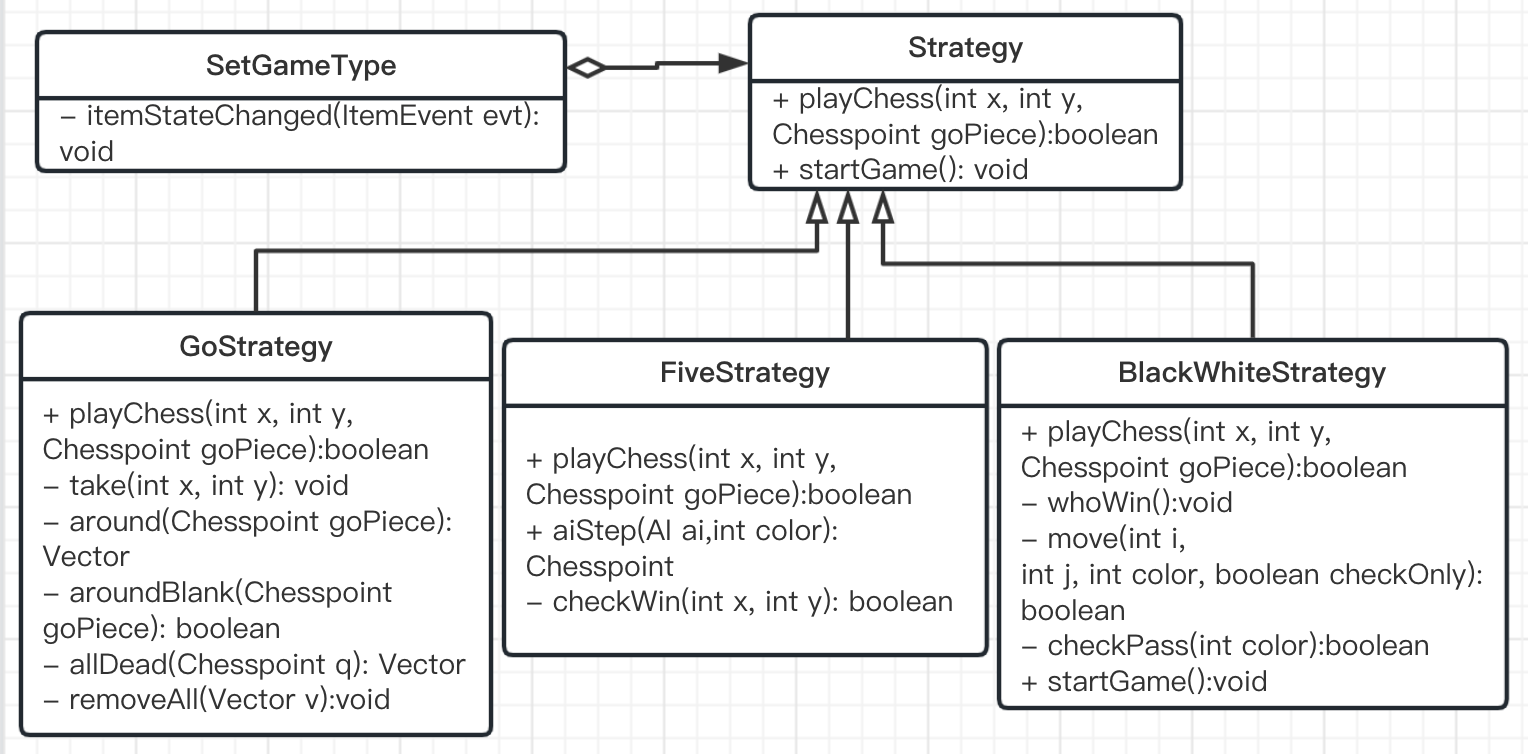 SetGameType
– itemStateChanged(ItemEvent evt):
void
Strategy
+ playChess(int x, int y,
Chesspoint goPiece):boolean
+ startGame(): void
GoStrategy
+ playChess(int x, int y,
Chesspoint goPiece):boolean
– take(int x, int y): void
– around(Chesspoint goPiece):
Vector
– aroundBlank(Chesspoint
goPiece): boolean
– allDead(Chesspoint q): Vector
– removeAll(Vector v):void
FiveStrategy
+ playChess(int x, int y,
Chesspoint goPiece):boolean
+ aiStep(AI ai,int color):
Chesspoint
– checkWin(int x, int y): boolean
BlackWhiteStrategy
+ playChess(int x, int y,
Chesspoint goPiece):boolean
– whoWin():void
– move(int i,
int j, int color, boolean checkOnly):
boolean
– checkPass(int color):boolean
+ startGame():void